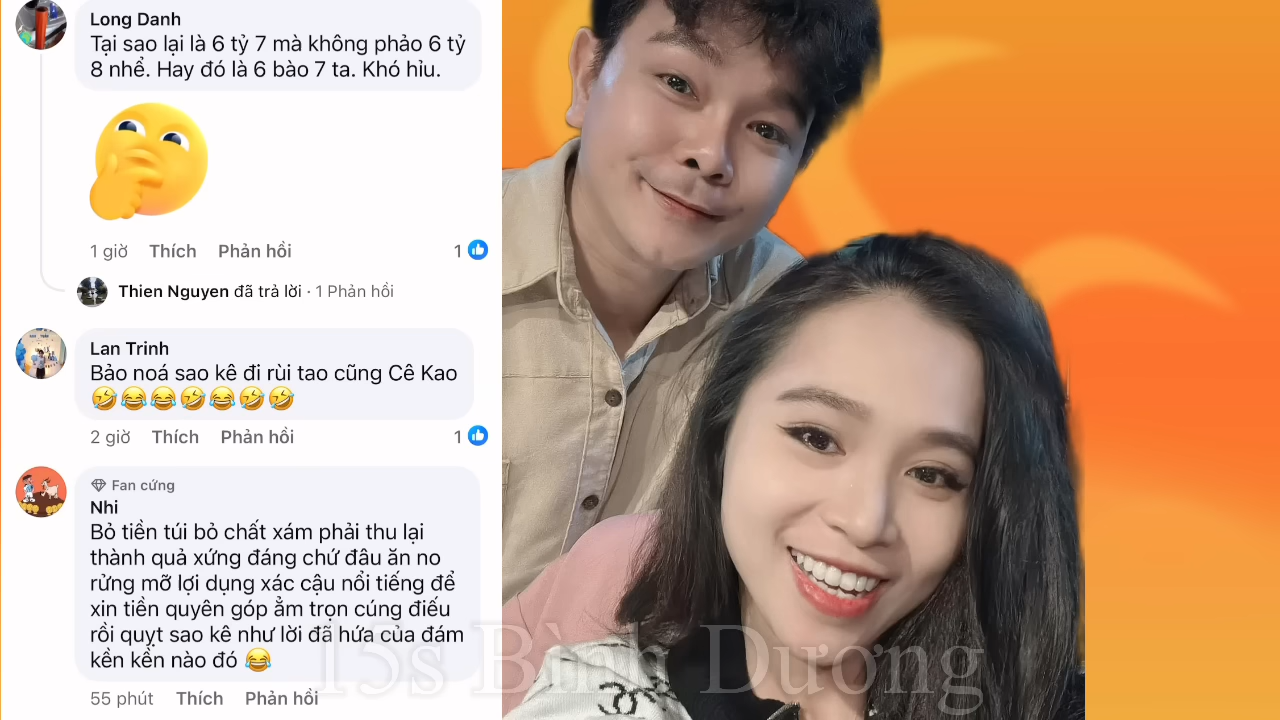 Long Danh
Tại sao lại là 6 tỷ 7 mà không phảo 6 tỷ
8 nhể. Hay đó là 6 bào 7 ta. Khó hỉu.
1 giờ Thích Phản hồi 1
Thien Nguyen đã trả lời · 1 Phản hồi
Lan Trinh
Bảo noá sao kê đi rùi tao cũng Cê Kao
🤣😂😂🤣😂🤣🤣
2 giờ Thích Phản hồi 1
Fan cứng
Nhi
Bỏ tiền túi bỏ chất xám phải thu lại
thành quả xứng đáng chứ đâu ăn no
rửng mỡ lợi dụng xác cậu nổi tiếng để
xin tiền quyên góp ẵm trọn cúng điếu
rồi quỵt sao kê như lời đã hứa của đám
kền kền nào đó 😂
55 phút Thích Phản hồi
15s Bình Dương